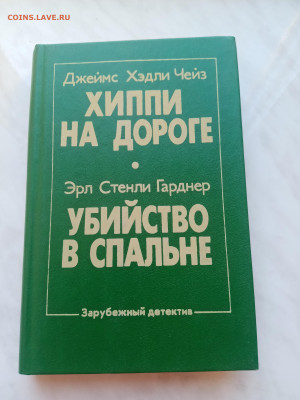 COINS.LAVE.RU
Джеймс Хэдли Чейз
ХИППИ
НА ДОРОГЕ
•
Эрл Стенли Гарднер
УБИЙСТВО
В СПАЛЬНЕ
Зарубежный детектив